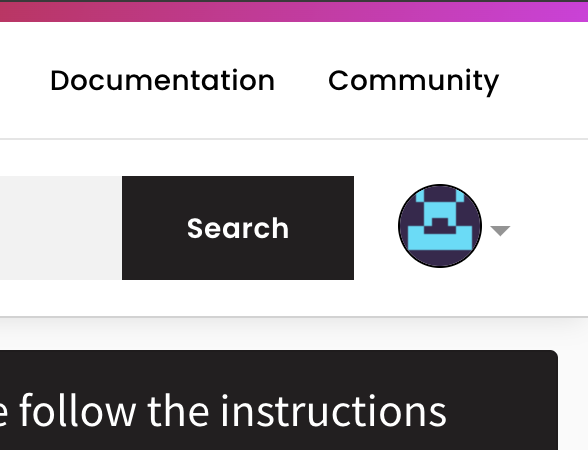 Documentation Community
Search
follow the instructions